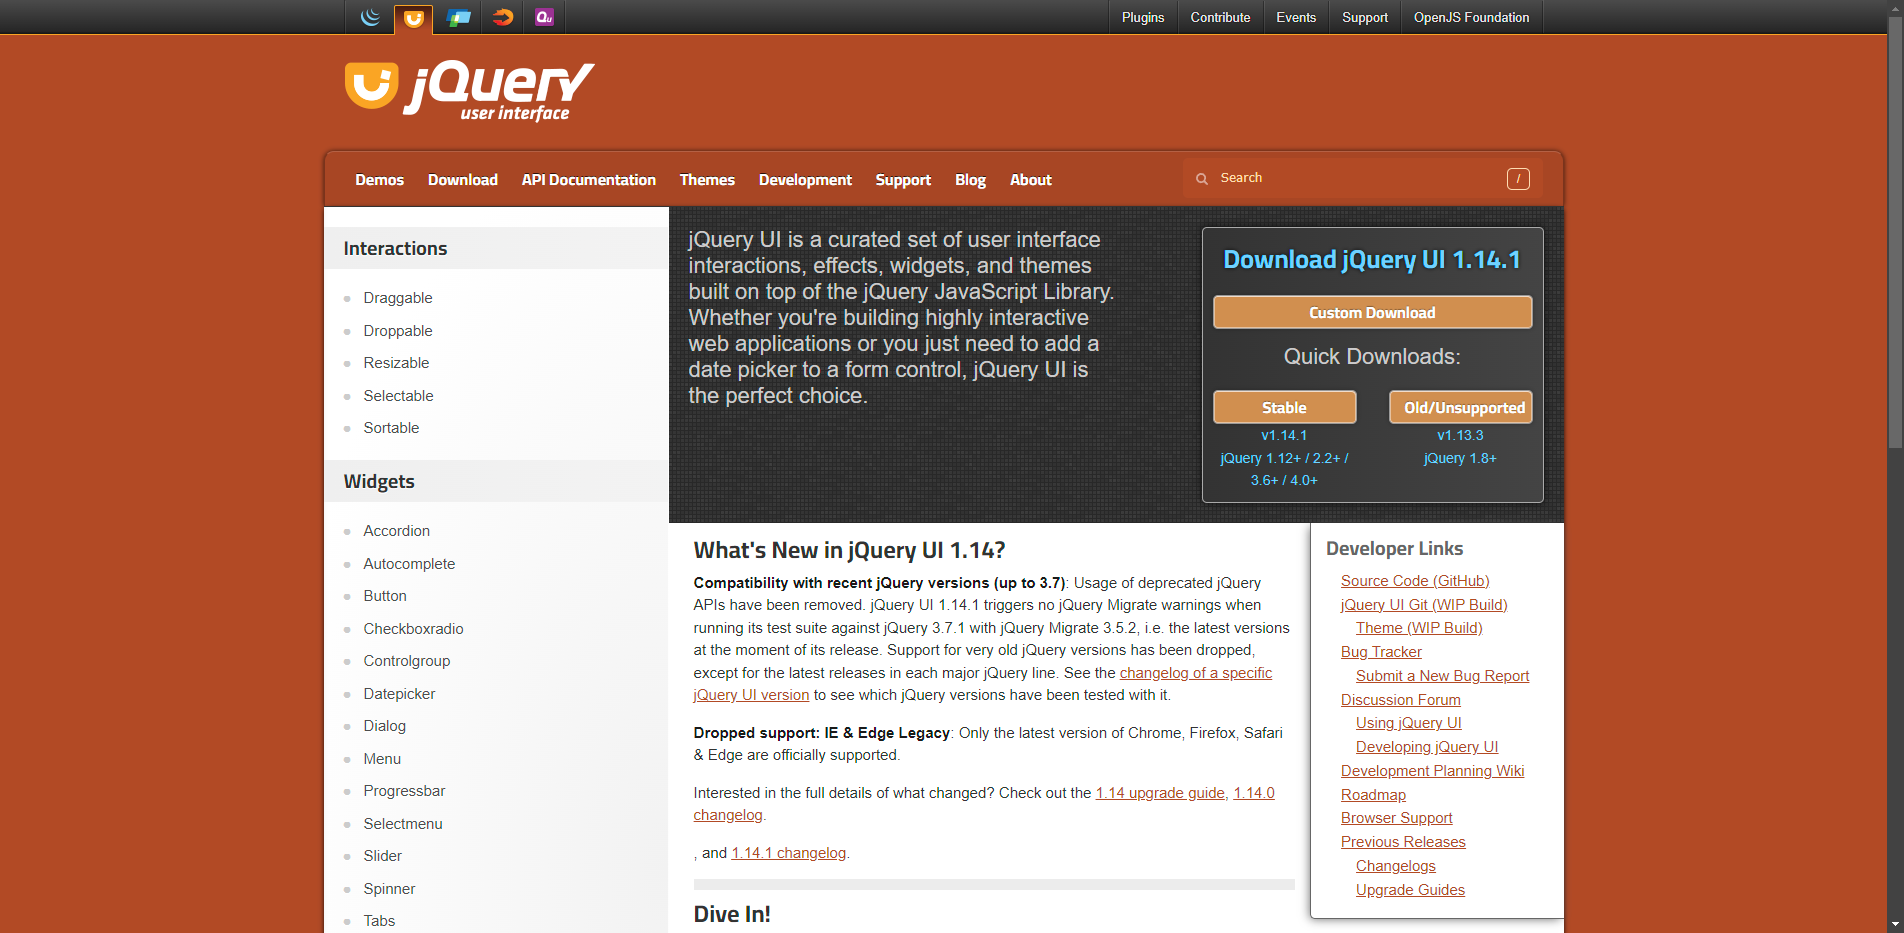 Qu
Plugins
Contribute
Events
Support
OpenJS Foundation
jQuery
user interface
Demos
Download
API Documentation
Themes
Development
Support
Blog
About
Search
/
Interactions
Draggable
Droppable
Resizable
Selectable
Sortable
Widgets
Accordion
Autocomplete
Button
Checkboxradio
Controlgroup
Datepicker
Dialog
Menu
Progressbar
Selectmenu
Slider
Spinner
Tabs
jQuery UI is a curated set of user interface
interactions, effects, widgets, and themes
built on top of the jQuery JavaScript Library.
Whether you're building highly interactive
web applications or you just need to add a
date picker to a form control, jQuery UI is
the perfect choice.
Download jQuery UI 1.14.1
Custom Download
Quick Downloads:
Stable
v1.14.1
jQuery 1.12+ / 2.2+ /
3.6+ / 4.0+
Old/Unsupported
v1.13.3
jQuery 1.8+
What's New in jQuery UI 1.14?
Compatibility with recent jQuery versions (up to 3.7): Usage of deprecated jQuery
APIs have been removed. jQuery UI 1.14.1 triggers no jQuery Migrate warnings when
running its test suite against jQuery 3.7.1 with jQuery Migrate 3.5.2, i.e. the latest versions
at the moment of its release. Support for very old jQuery versions has been dropped,
except for the latest releases in each major jQuery line. See the changelog of a specific
jQuery UI version to see which jQuery versions have been tested with it.
Dropped support: IE & Edge Legacy: Only the latest version of Chrome, Firefox, Safari
& Edge are officially supported.
Interested in the full details of what changed? Check out the 1.14 upgrade guide, 1.14.0
changelog.
, and 1.14.1 changelog.
Dive In!
Developer Links
Source Code (GitHub)
jQuery UI Git (WIP Build)
Theme (WIP Build)
Bug Tracker
Submit a New Bug Report
Discussion Forum
Using jQuery UI
Developing jQuery UI
Development Planning Wiki
Roadmap
Browser Support
Previous Releases
Changelogs
Upgrade Guides